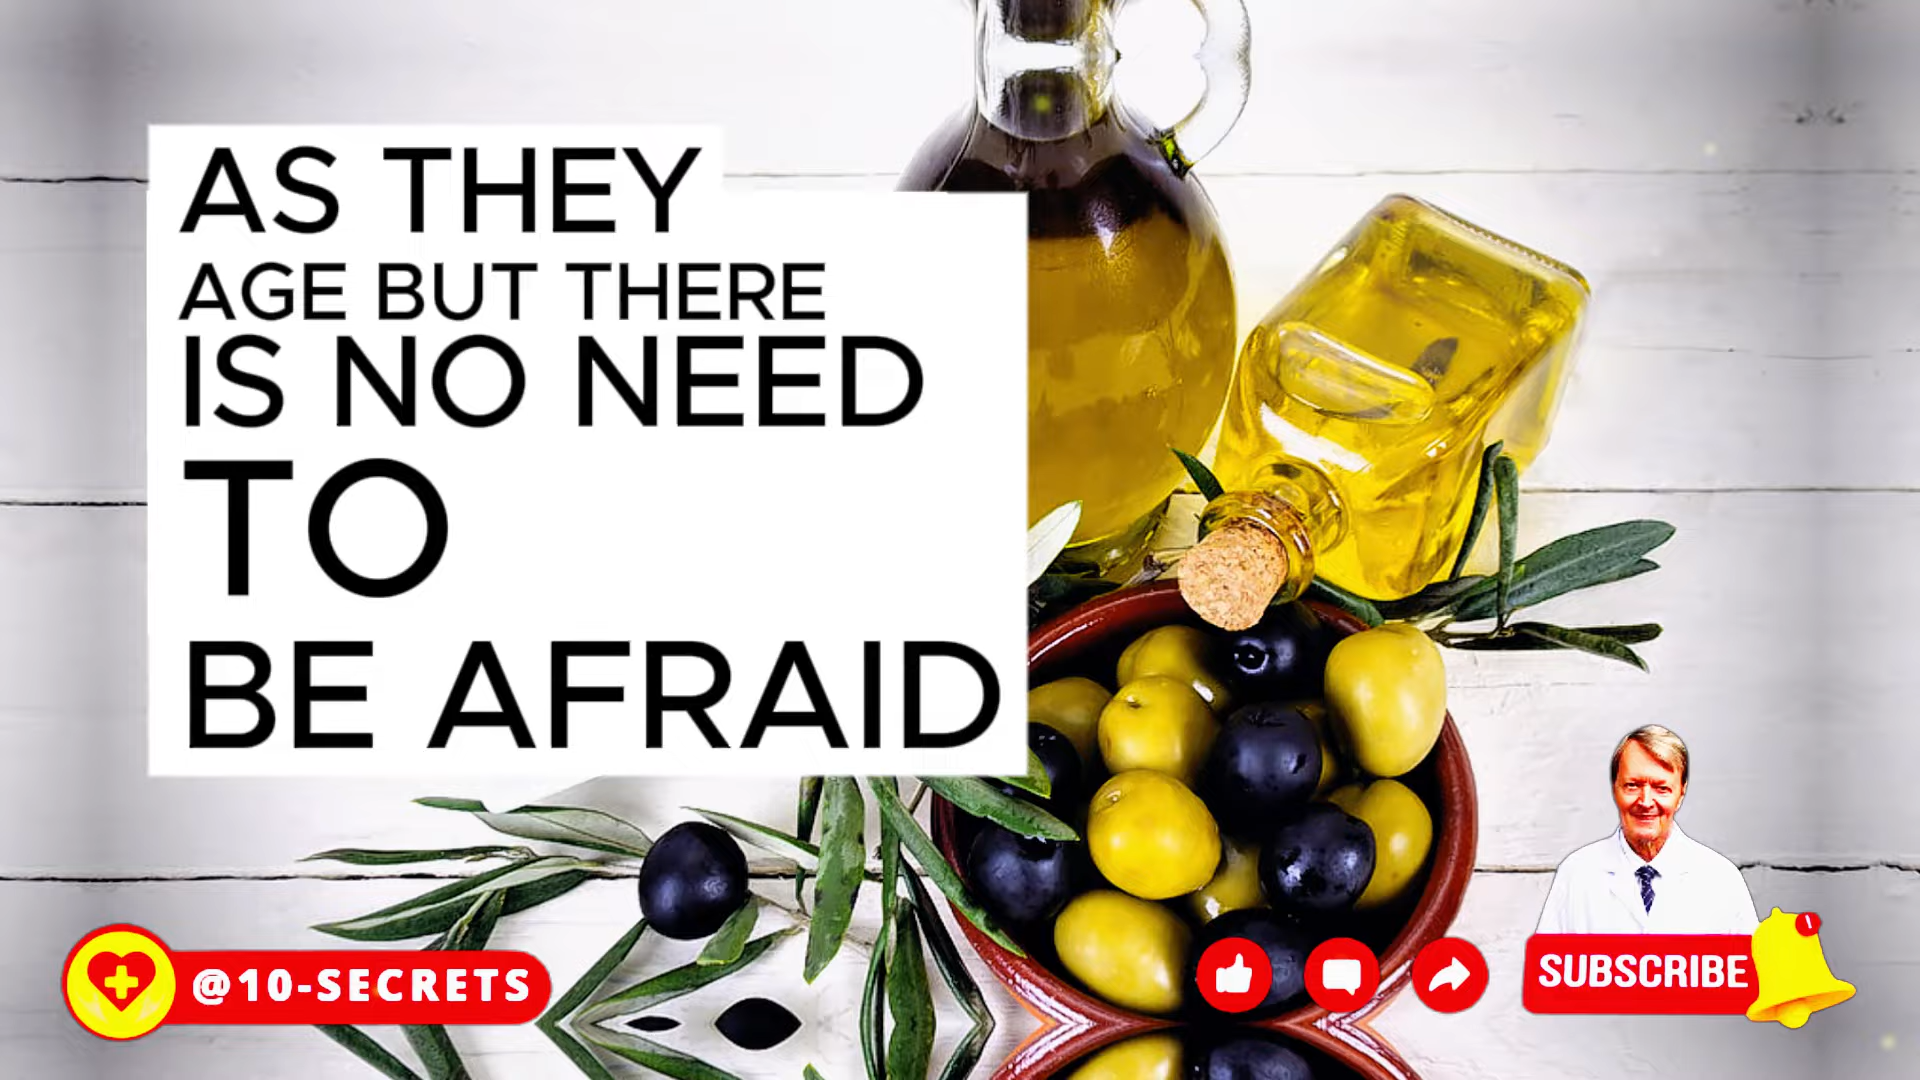 AS THEY
AGE BUT THERE
IS NO NEED
TO
BE AFRAID
@10-SECRETS
SUBSCRIBE